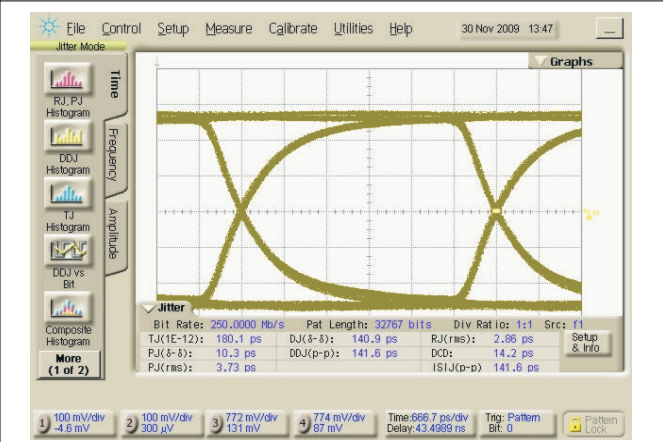 File Control Setup Measure Calibrate Utilities Help 30 Nov 2009 13:47
Jitter Mode
Graphs
RJ, PJ
Histogram
DDJ
Histogram
TJ
Histogram
DDJ vs
Bit
Composite
Histogram
More
(1 of 2)
Time
Frequency
Amplitude
Jitter
Bit Rate: 250.0000 Mb/s Pat Length: 32767 bits Div Ratio: 1:1 Src: f1
TJ(1E-12): 180.1 ps DJ(δ-δ): 140.9 ps RJ(rms): 2.86 ps
PJ(δ-δ): 10.3 ps DDJ(p-p): 141.6 ps DCD: 14.2 ps
PJ(rms): 3.73 ps ISIJ(p-p) 141.6 ps
Setup
& Info
1) 100 mV/div
-4.6 mV
2) 100 mV/div
300 µV
3) 772 mV/div
131 mV
4) 774 mV/div
87 mV
Time:666.7 ps/div
Delay:43.4989 ns
Trig: Pattern
Bit: 0
Pattern
Lock